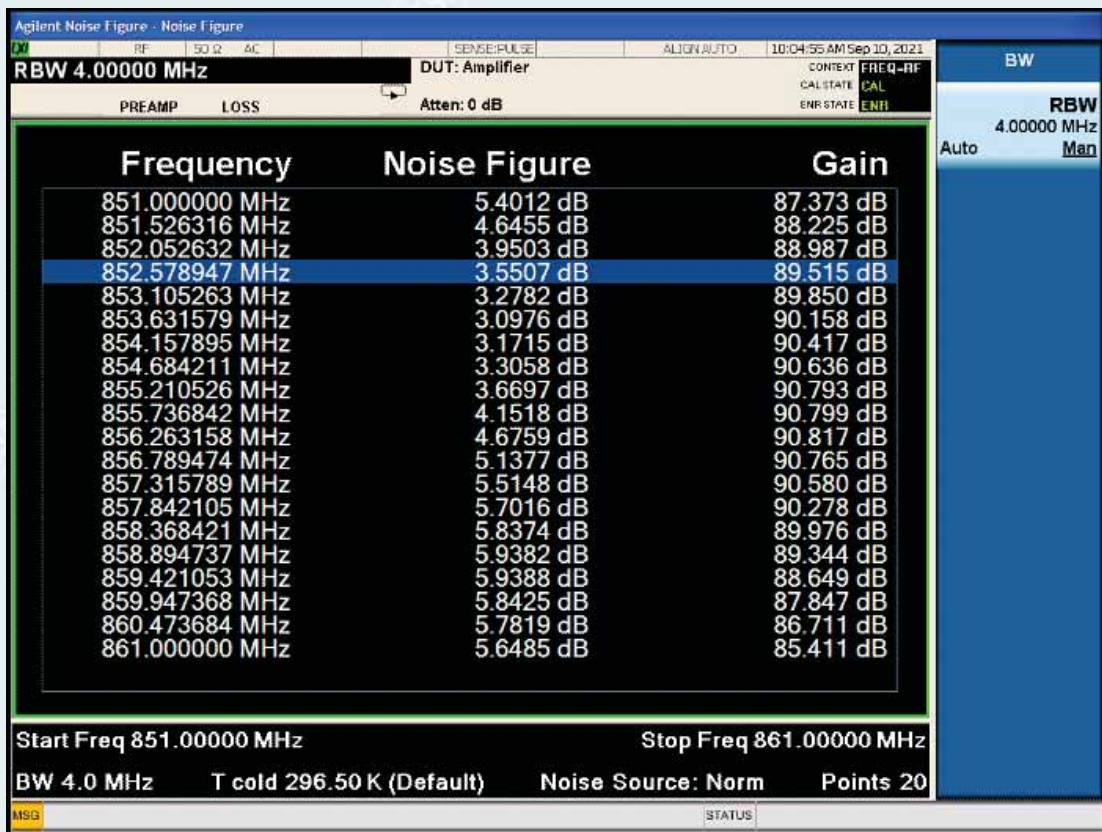 Agilent Noise Figure - Noise Figure
LXI RF 50 Ω AC SENSE:PULSE ALIGN AUTO 10:04:55 AM Sep 10, 2021
RBW 4.00000 MHz DUT: Amplifier CONTEXT FREQ-RF
CAL STATE CAL
PREAMP LOSS Atten: 0 dB ENR STATE ENR
BW
RBW
4.00000 MHz
Auto Man
Frequency Noise Figure Gain
851.000000 MHz 5.4012 dB 87.373 dB
851.526316 MHz 4.6455 dB 88.225 dB
852.052632 MHz 3.9503 dB 88.987 dB
852.578947 MHz 3.5507 dB 89.515 dB
853.105263 MHz 3.2782 dB 89.850 dB
853.631579 MHz 3.0976 dB 90.158 dB
854.157895 MHz 3.1715 dB 90.417 dB
854.684211 MHz 3.3058 dB 90.636 dB
855.210526 MHz 3.6697 dB 90.793 dB
855.736842 MHz 4.1518 dB 90.799 dB
856.263158 MHz 4.6759 dB 90.817 dB
856.789474 MHz 5.1377 dB 90.765 dB
857.315789 MHz 5.5148 dB 90.580 dB
857.842105 MHz 5.7016 dB 90.278 dB
858.368421 MHz 5.8374 dB 89.976 dB
858.894737 MHz 5.9382 dB 89.344 dB
859.421053 MHz 5.9388 dB 88.649 dB
859.947368 MHz 5.8425 dB 87.847 dB
860.473684 MHz 5.7819 dB 86.711 dB
861.000000 MHz 5.6485 dB 85.411 dB
Start Freq 851.00000 MHz Stop Freq 861.00000 MHz
BW 4.0 MHz T cold 296.50 K (Default) Noise Source: Norm Points 20
MSG STATUS